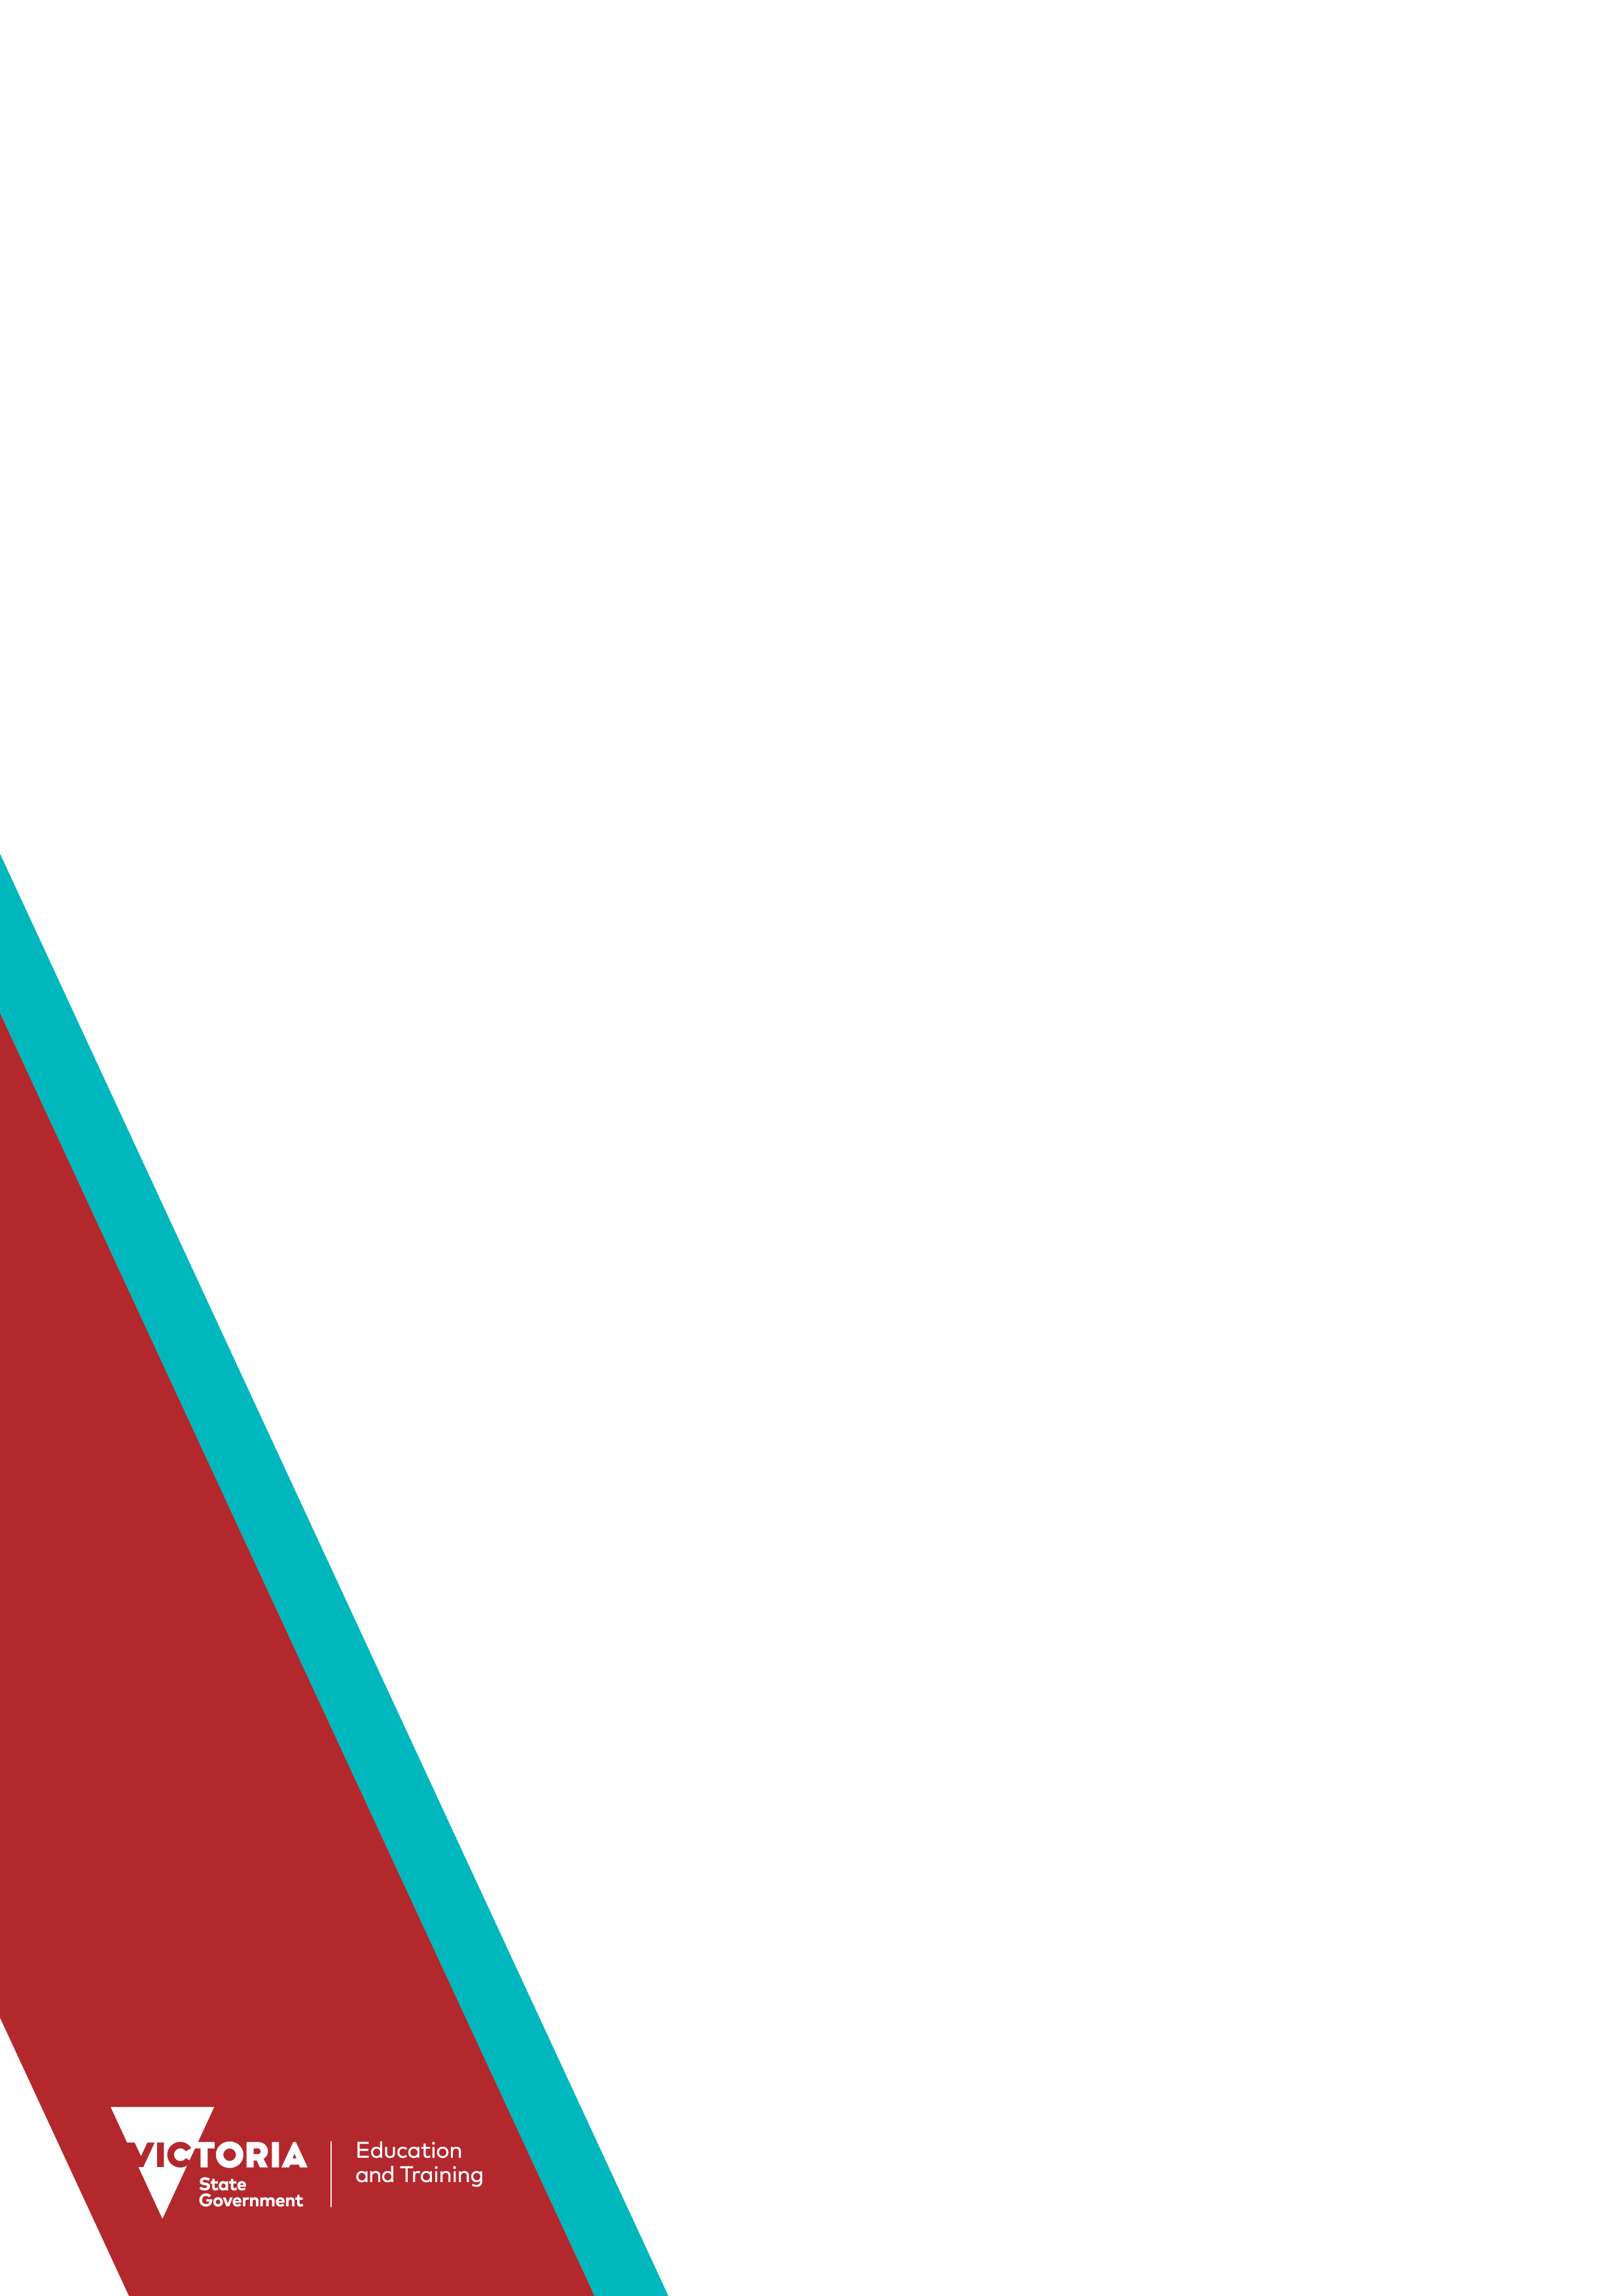 VICTORIA
State
Government
Education
and Training